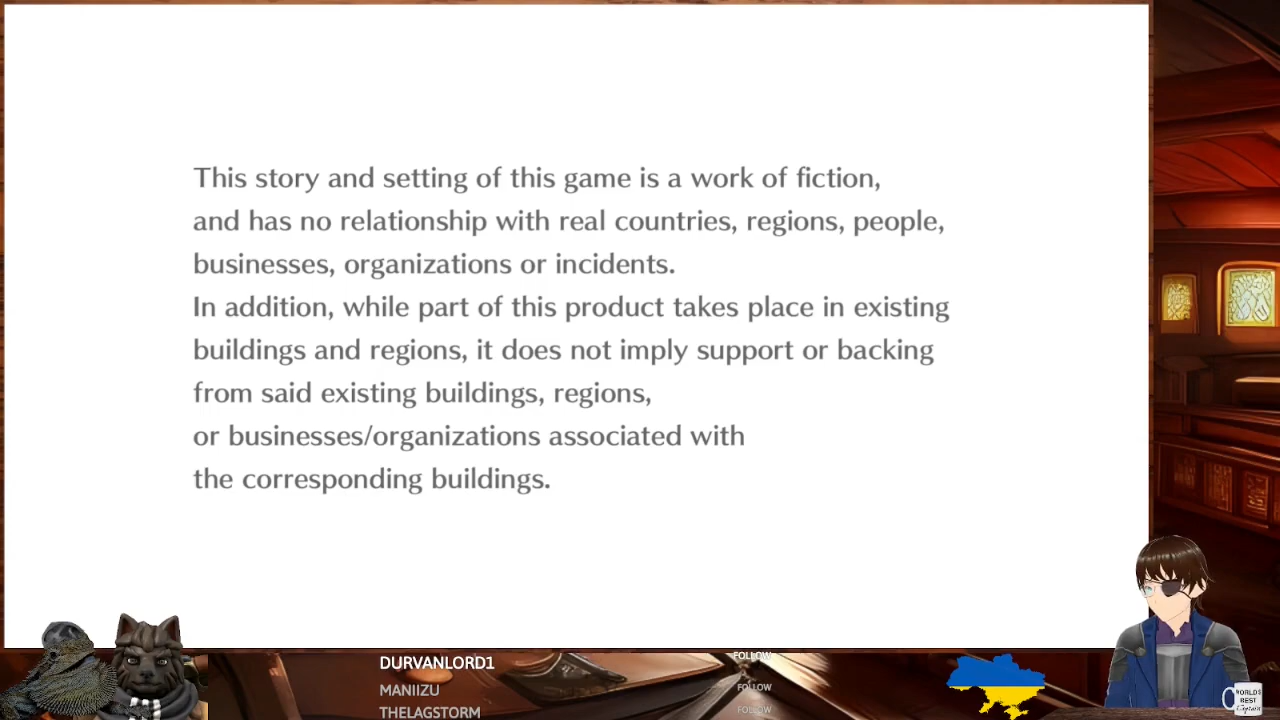 This story and setting of this game is a work of fiction,
and has no relationship with real countries, regions, people,
businesses, organizations or incidents.
In addition, while part of this product takes place in existing
buildings and regions, it does not imply support or backing
from said existing buildings, regions,
or businesses/organizations associated with
the corresponding buildings.
DURVANLORD1
FOLLOW
MANIIZU
FOLLOW
THELAGSTORM
FOLLOW
WORLDS
BEST